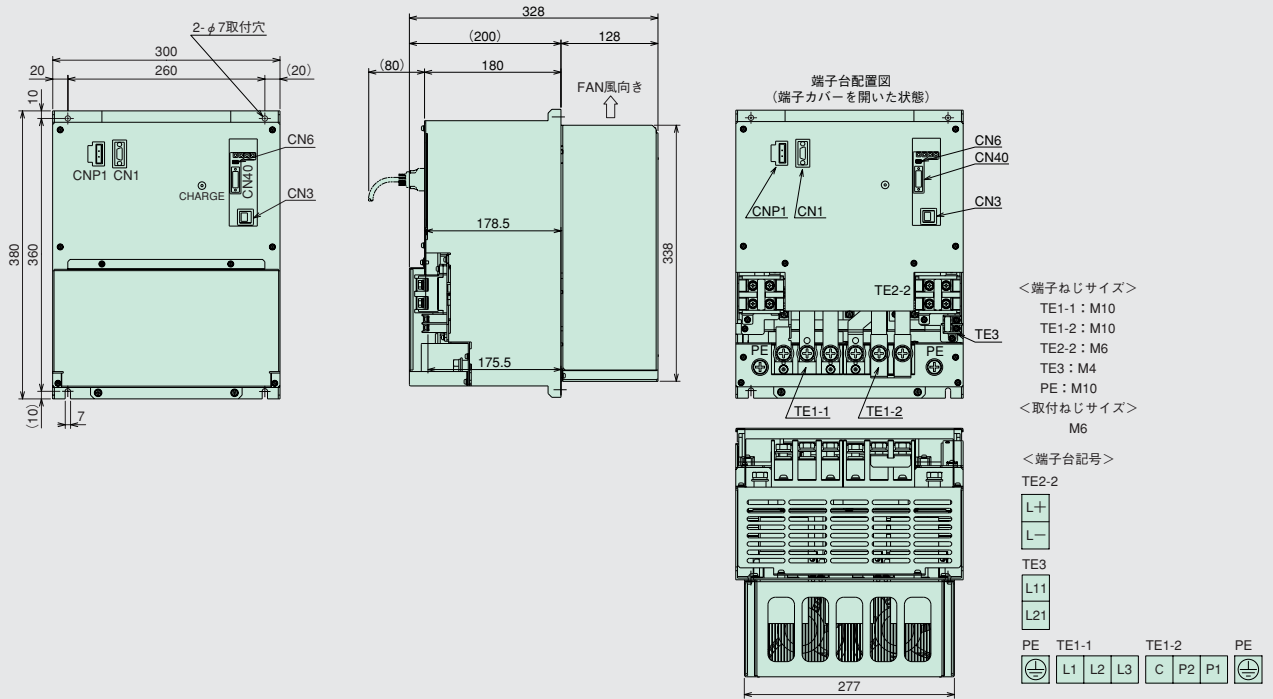 2-φ7取付穴
300
20
260
(20)
10
380
360
(10)
7
CNP1
CN1
CHARGE
CN40
CN6
CN3
328
(200)
128
(80)
180
FAN風向き
178.5
175.5
338
端子台配置図
(端子カバーを開いた状態)
CN6
CN40
CN3
CNP1
CN1
TE2-2
TE3
PE
PE
TE1-1
TE1-2
277
＜端子ねじサイズ＞
TE1-1：M10
TE1-2：M10
TE2-2：M6
TE3：M4
PE：M10
＜取付ねじサイズ＞
M6
＜端子台記号＞
TE2-2
L+
L−
TE3
L11
L21
PE TE1-1 TE1-2 PE
L1 L2 L3 C P2 P1